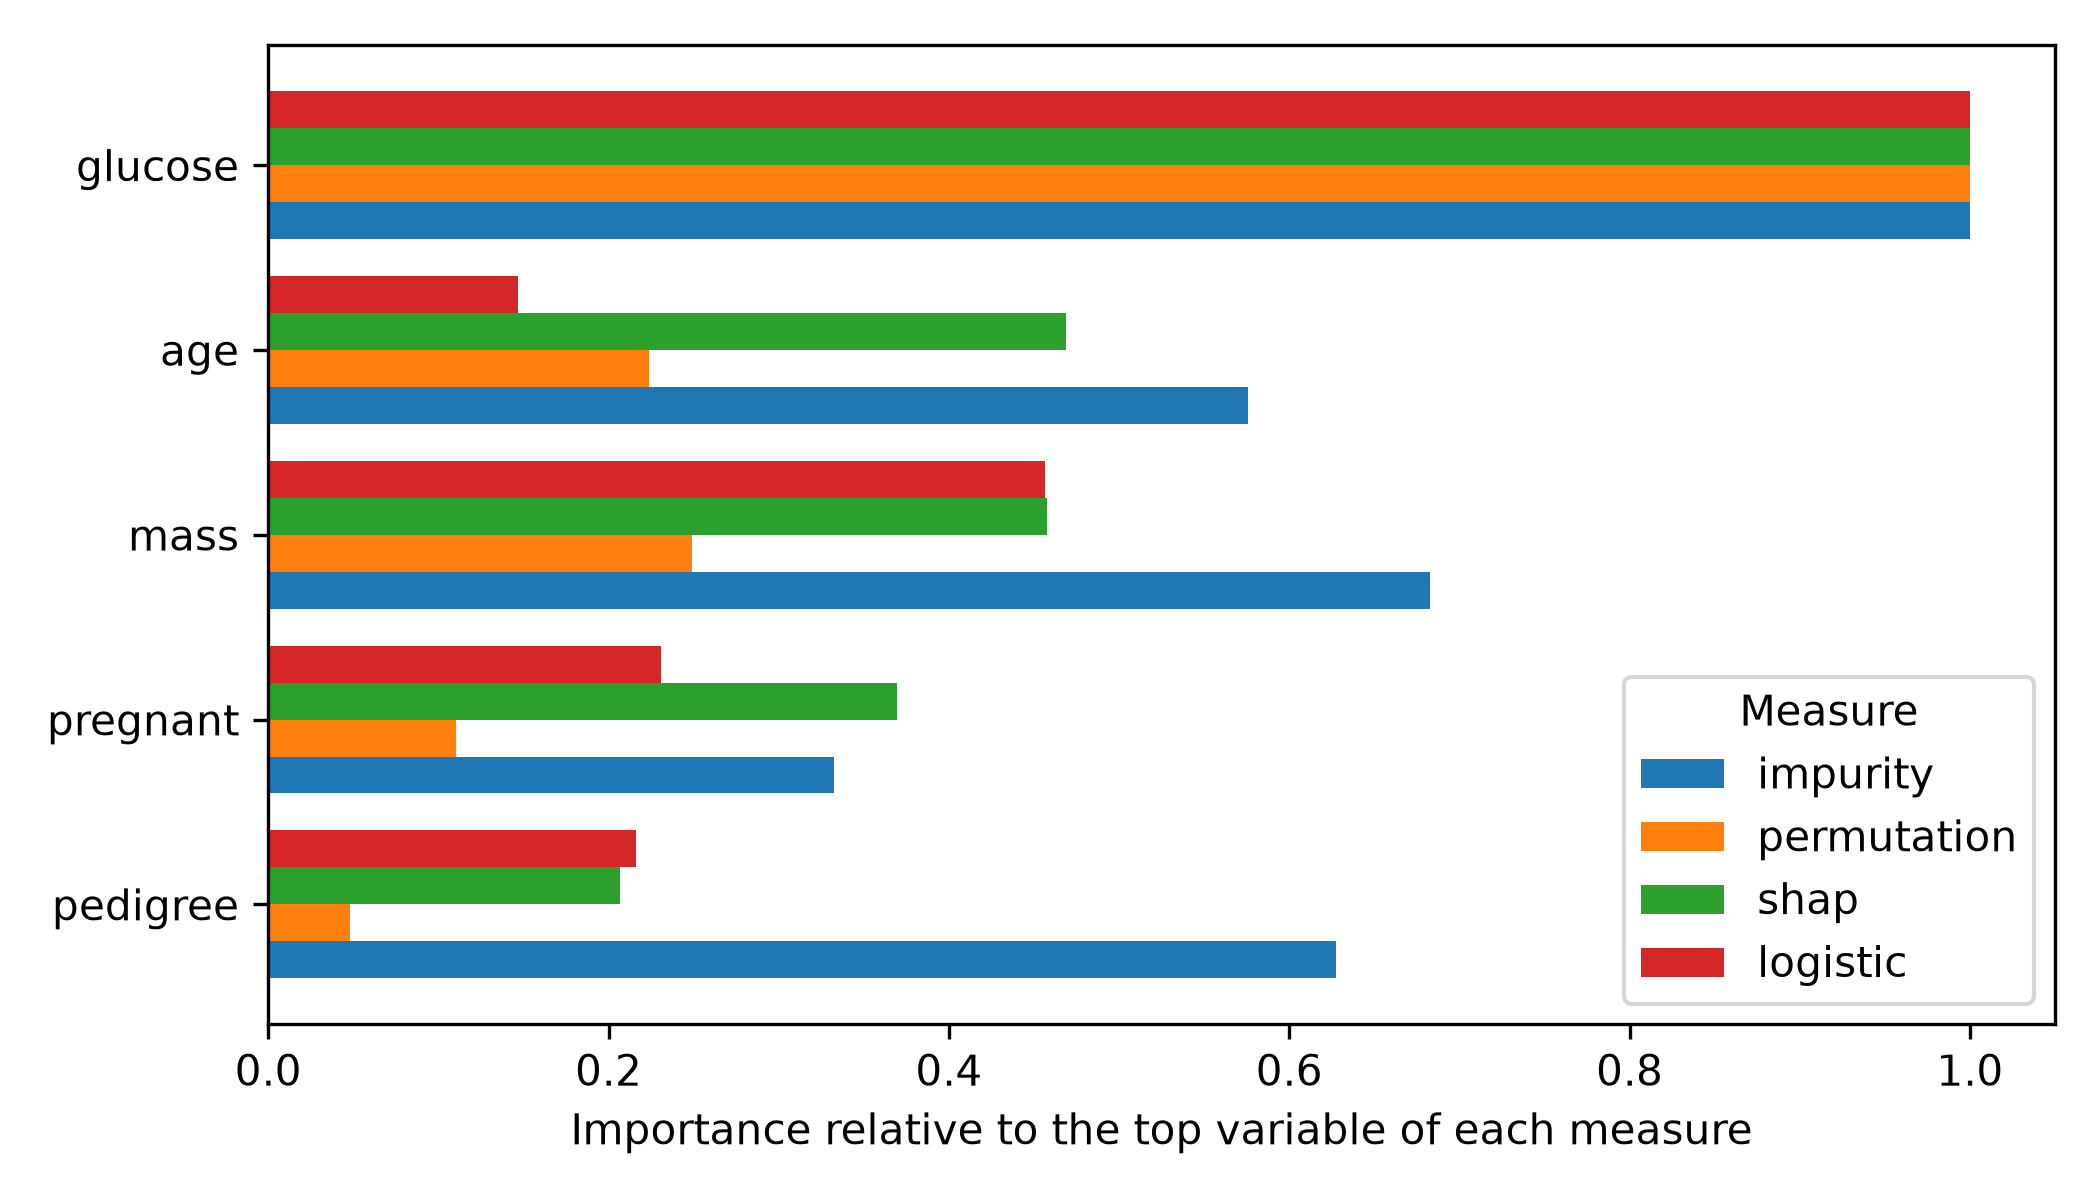 glucose
age
mass
pregnant
pedigree
Measure
impurity
permutation
shap
logistic
0.0 0.2 0.4 0.6 0.8 1.0
Importance relative to the top variable of each measure